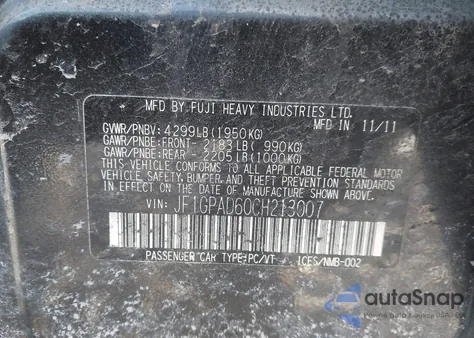 MFD BY FUJI HEAVY INDUSTRIES LTD.
MFD IN 11/11
GVWR/PNBV: 4299LB(1950KG)
GAWR/PNBE:FRONT- 2183LB( 990KG)
GAWR/PNBE:REAR - 2205LB(1000KG)
THIS VEHICLE CONFORMS TO ALL APPLICABLE FEDERAL MOTOR
VEHICLE SAFETY, BUMPER, AND THEFT PREVENTION
STANDARDS IN EFFECT ON THE DATE OF MANUFACTURE SHOWN ABOVE.
VIN: JF1GPAD60CH213007
PASSENGER CAR TYPE:PC/VT 1CES/NMB-002
autoSnap